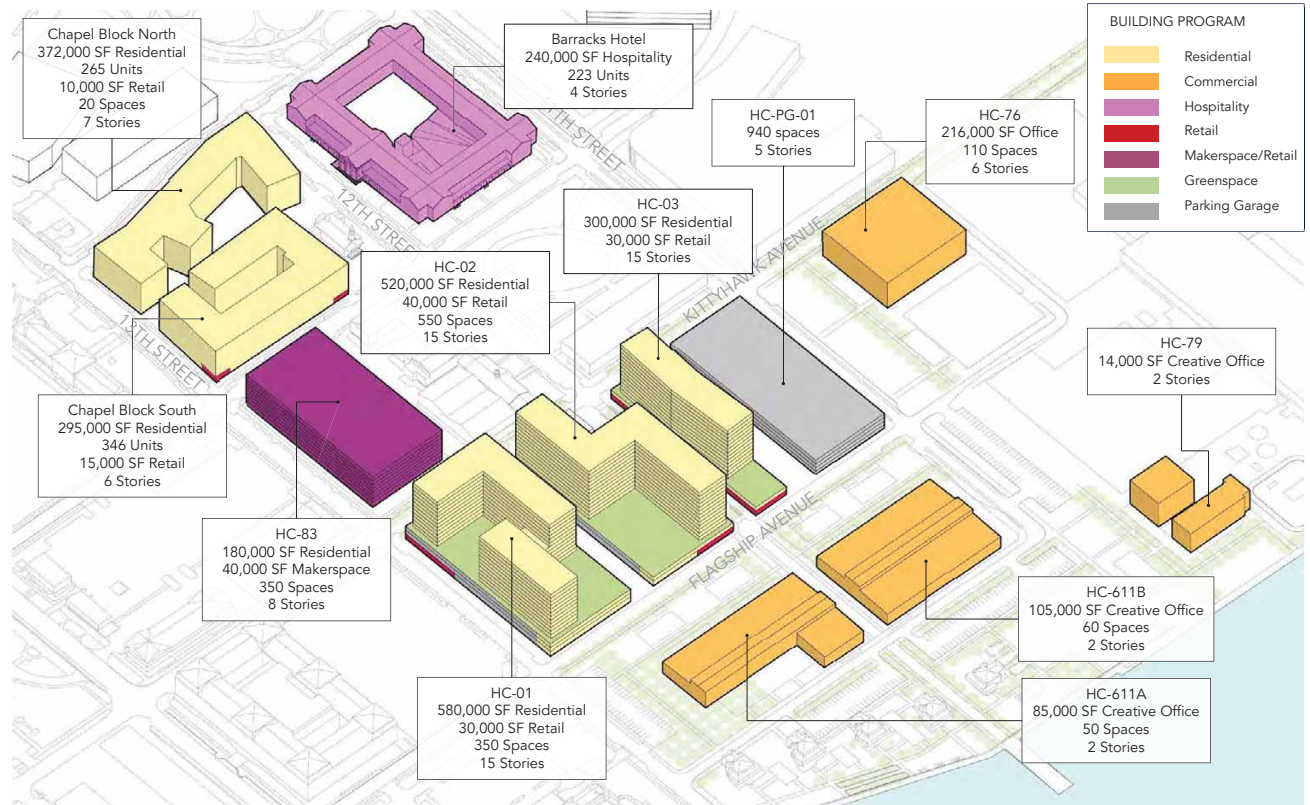 Chapel Block North
372,000 SF Residential
265 Units
10,000 SF Retail
20 Spaces
7 Stories
Barracks Hotel
240,000 SF Hospitality
223 Units
4 Stories
BUILDING PROGRAM
Residential
Commercial
Hospitality
Retail
Makerspace/Retail
Greenspace
Parking Garage
HC-PG-01
940 spaces
5 Stories
HC-76
216,000 SF Office
110 Spaces
6 Stories
11TH STREET
12TH STREET
HC-03
300,000 SF Residential
30,000 SF Retail
15 Stories
KITTYHAWK AVENUE
HC-02
520,000 SF Residential
40,000 SF Retail
550 Spaces
15 Stories
13TH STREET
HC-79
14,000 SF Creative Office
2 Stories
Chapel Block South
295,000 SF Residential
346 Units
15,000 SF Retail
6 Stories
HC-83
180,000 SF Residential
40,000 SF Makerspace
350 Spaces
8 Stories
FLAGSHIP AVENUE
HC-611B
105,000 SF Creative Office
60 Spaces
2 Stories
HC-01
580,000 SF Residential
30,000 SF Retail
350 Spaces
15 Stories
HC-611A
85,000 SF Creative Office
50 Spaces
2 Stories